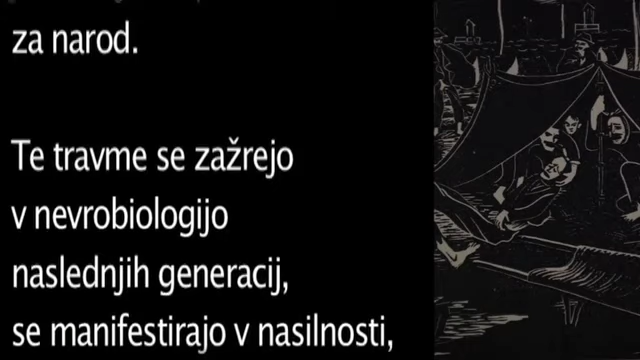 za narod.
Te travme se zažrejo
v nevrobiologijo
naslednjih generacij,
se manifestirajo v nasilnosti,